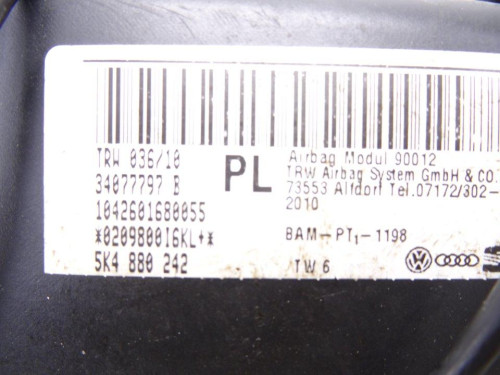 TRW 036/10
34077797 B
1042601680055
*020980016KL**
5K4 880 242
PL
Airbag Modul 90012
TRW Airbag System GmbH & CO.
73553 Alfdorf Tel.07172/302-
2010
BAM-PT1-1198
TW 6